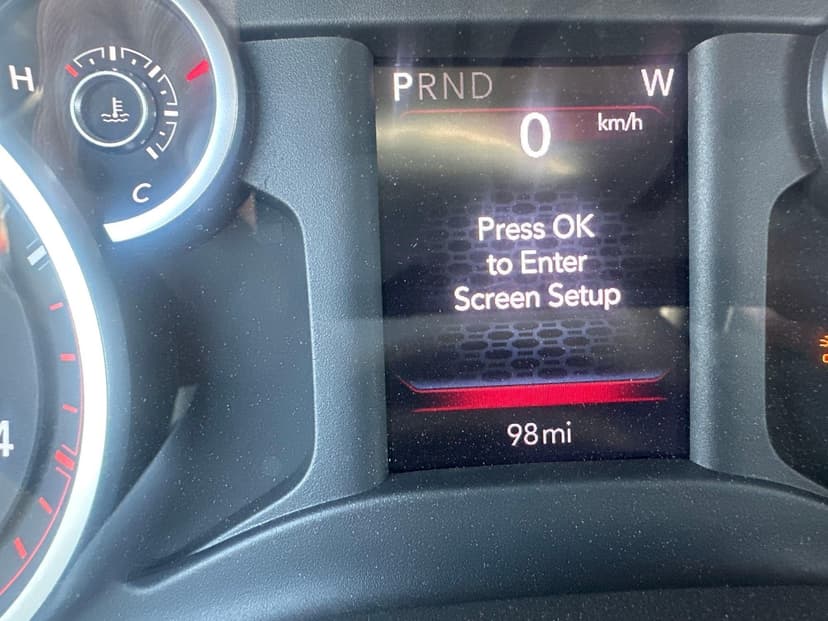 H
C
PRND W
0 km/h
Press OK
to Enter
Screen Setup
98mi
4